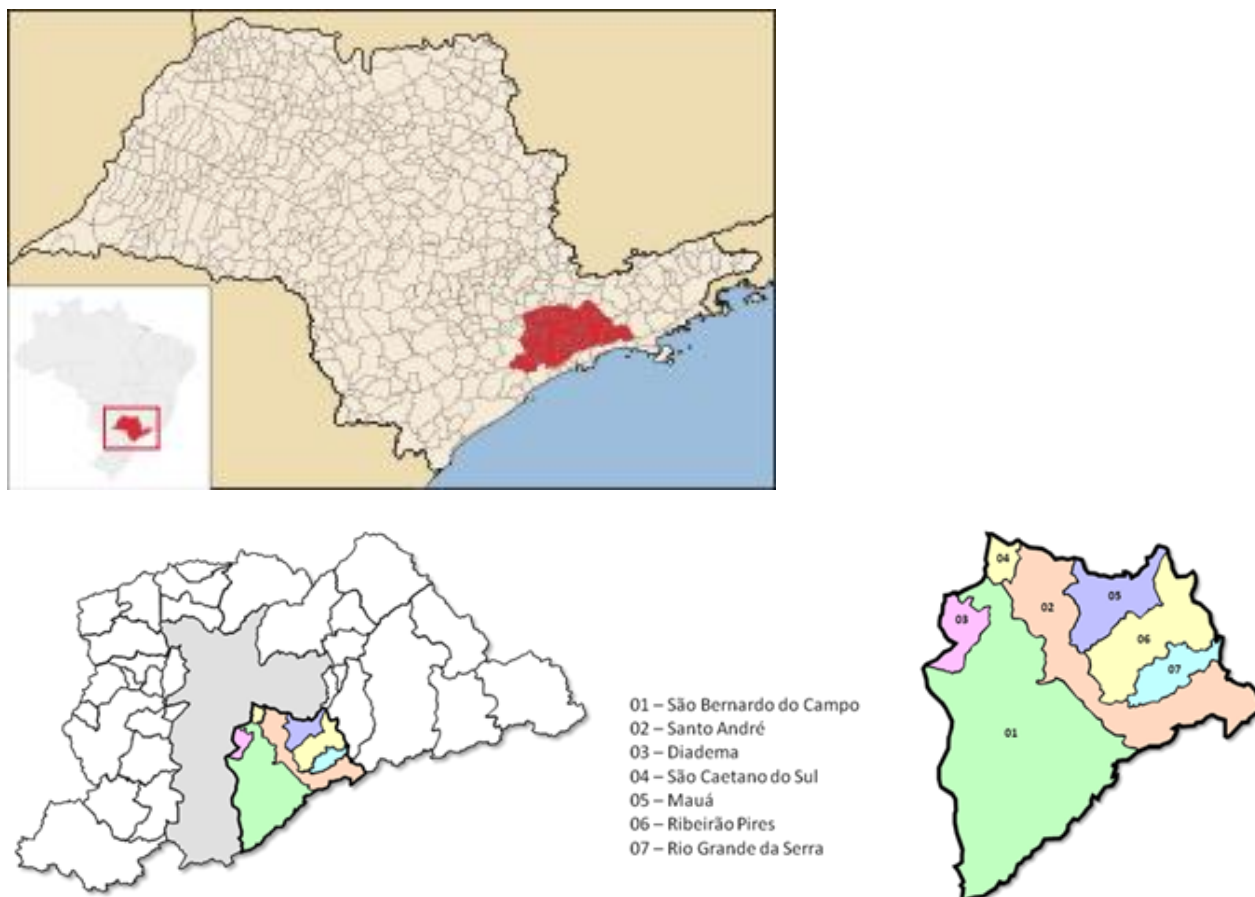 01 – São Bernardo do Campo
02 – Santo André
03 – Diadema
04 – São Caetano do Sul
05 – Mauá
06 – Ribeirão Pires
07 – Rio Grande da Serra
04
05
02
03
06
07
01